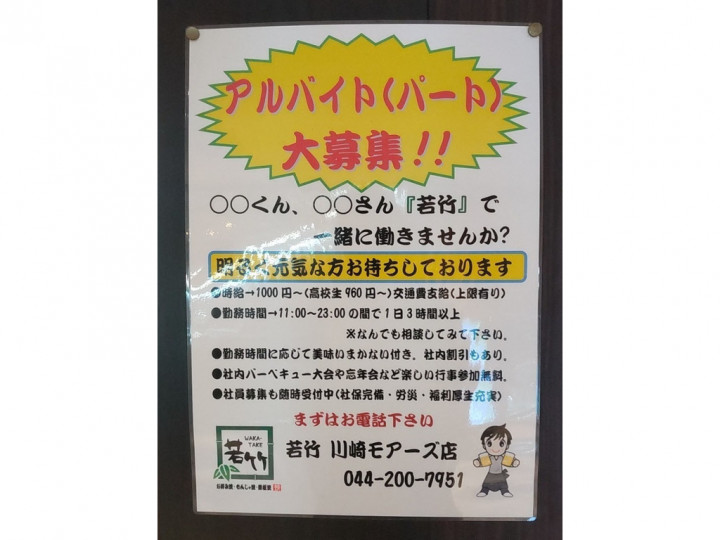 アルバイト(パート)
大募集!!
○○くん、○○さん『若竹』で
一緒に働きませんか?
明るく元気な方お待ちしております
●時給→1000円~(高校生960円~)交通費支給(上限有り)
●勤務時間→11:00~23:00の間で1日3時間以上
※なんでも相談してみて下さい。
●勤務時間に応じて美味いまかない付き。社内割引もあり。
●社内バーベキュー大会や忘年会など楽しい行事参加無料。
●社員募集も随時受付中(社保完備・労災・福利厚生充実)
まずはお電話下さい
WAKA-
TAKE
若竹
若竹 川崎モアーズ店
044-200-7951